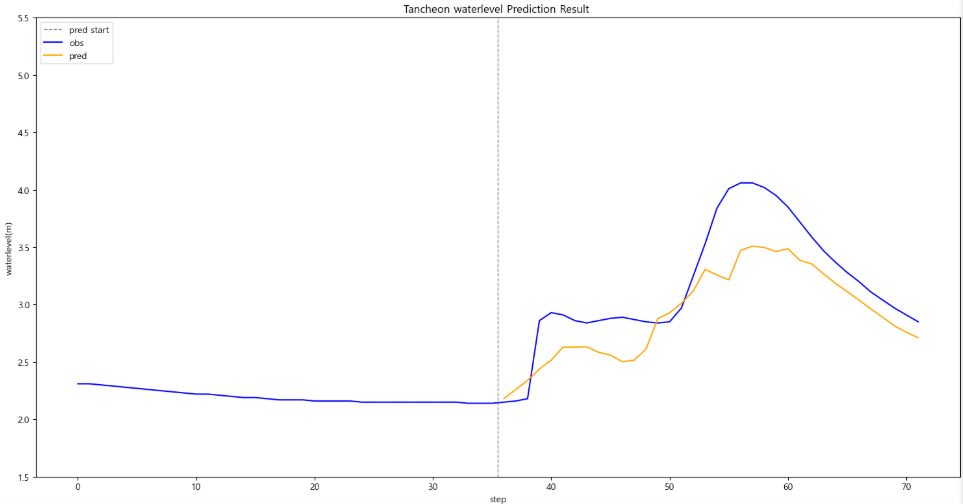 Tancheon waterlevel Prediction Result
pred start
obs
pred
waterlevel(m)
5.5
5.0
4.5
4.0
3.5
3.0
2.5
2.0
1.5
0 10 20 30 40 50 60 70
step